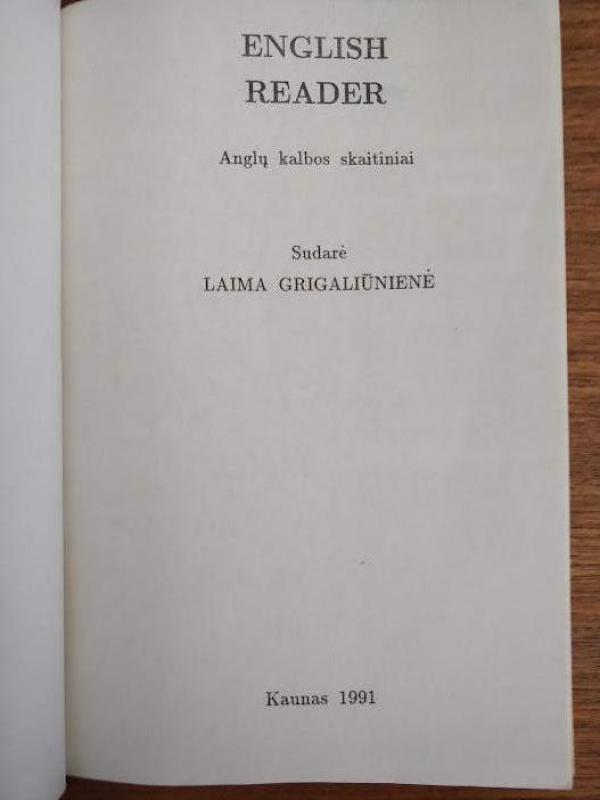 ENGLISH
READER
Anglų kalbos skaitiniai
Sudarė
LAIMA GRIGALIŪNIENĖ
Kaunas 1991